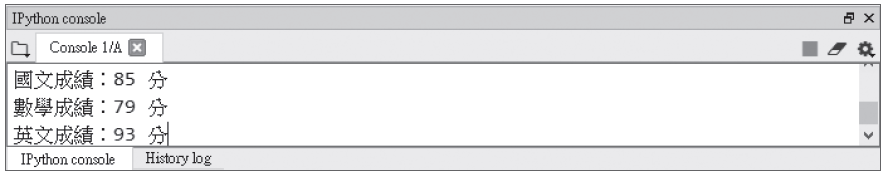 IPython console
Console 1/A
國文成績：85 分
數學成績：79 分
英文成績：93 分
IPython console History log